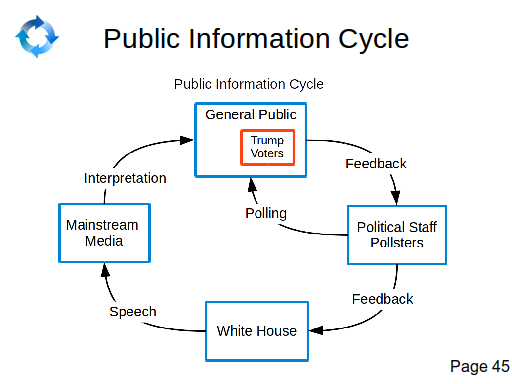 Public Information Cycle
Public Information Cycle
General Public
Trump
Voters
Feedback
Interpretation
Polling
Mainstream
Media
Political Staff
Pollsters
Feedback
Speech
White House
Page 45